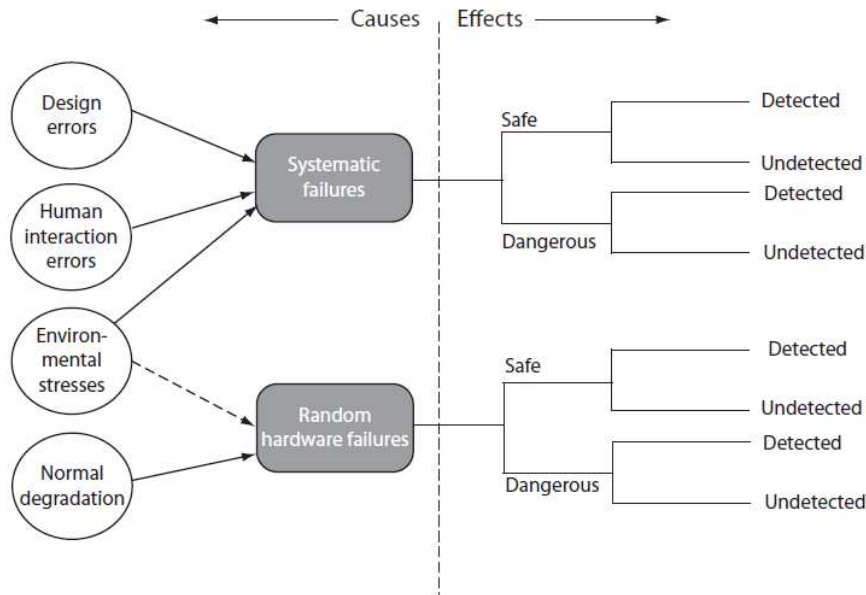 Causes
Effects
Design
errors
Human
interaction
errors
Environ-
mental
stresses
Normal
degradation
Systematic
failures
Random
hardware failures
Safe
Detected
Undetected
Dangerous
Detected
Undetected
Safe
Detected
Undetected
Dangerous
Detected
Undetected